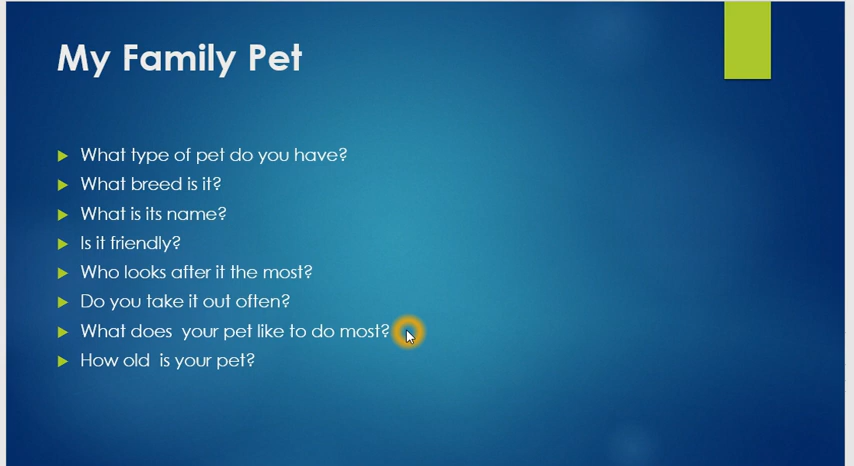 My Family Pet
What type of pet do you have?
What breed is it?
What is its name?
Is it friendly?
Who looks after it the most?
Do you take it out often?
What does  your pet like to do most?
How old  is your pet?